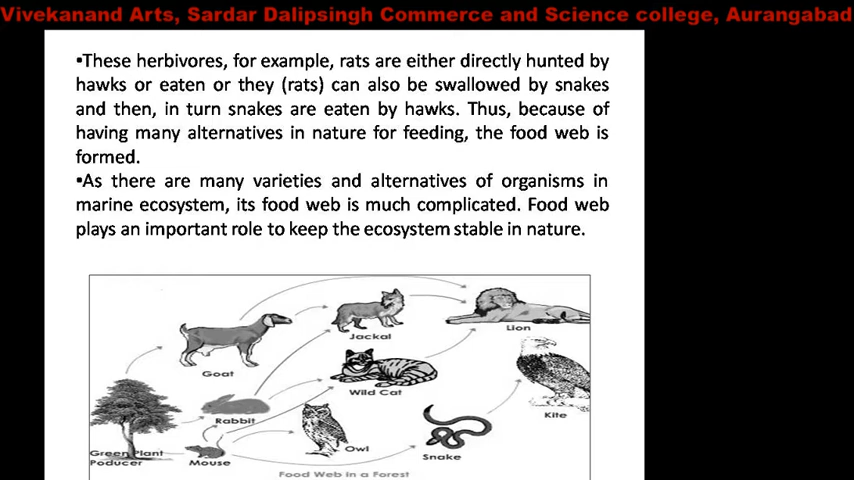 Vivekanand Arts, Sardar Dalipsingh Commerce and Science college, Aurangabad
•These herbivores, for example, rats are either directly hunted by
hawks or eaten or they (rats) can also be swallowed by snakes
and then, in turn snakes are eaten by hawks. Thus, because of
having many alternatives in nature for feeding, the food web is
formed.
•As there are many varieties and alternatives of organisms in
marine ecosystem, its food web is much complicated. Food web
plays an important role to keep the ecosystem stable in nature.
Lion
Jackal
Goat
Wild Cat
Kite
Rabbit
Owl
Green Plant
Poducer
Mouse
Snake
Food Web in a Forest